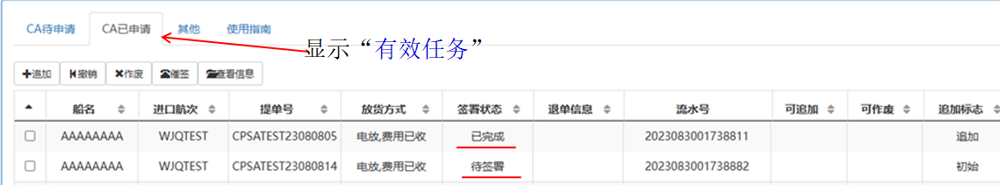 CA待申请 CA已申请 其他 使用指南
显示“有效任务”
追加 撤销 作废 催签 查看信息
船名 进口航次 提单号 放货方式 签署状态 退单信息 流水号 可追加 可作废 追加标志
AAAAAAAA WJQTEST CPSATEST23080805 电放,费用已收 已完成 2023083001738811 追加
AAAAAAAA WJQTEST CPSATEST23080814 电放,费用已收 待签署 2023083001738882 初始